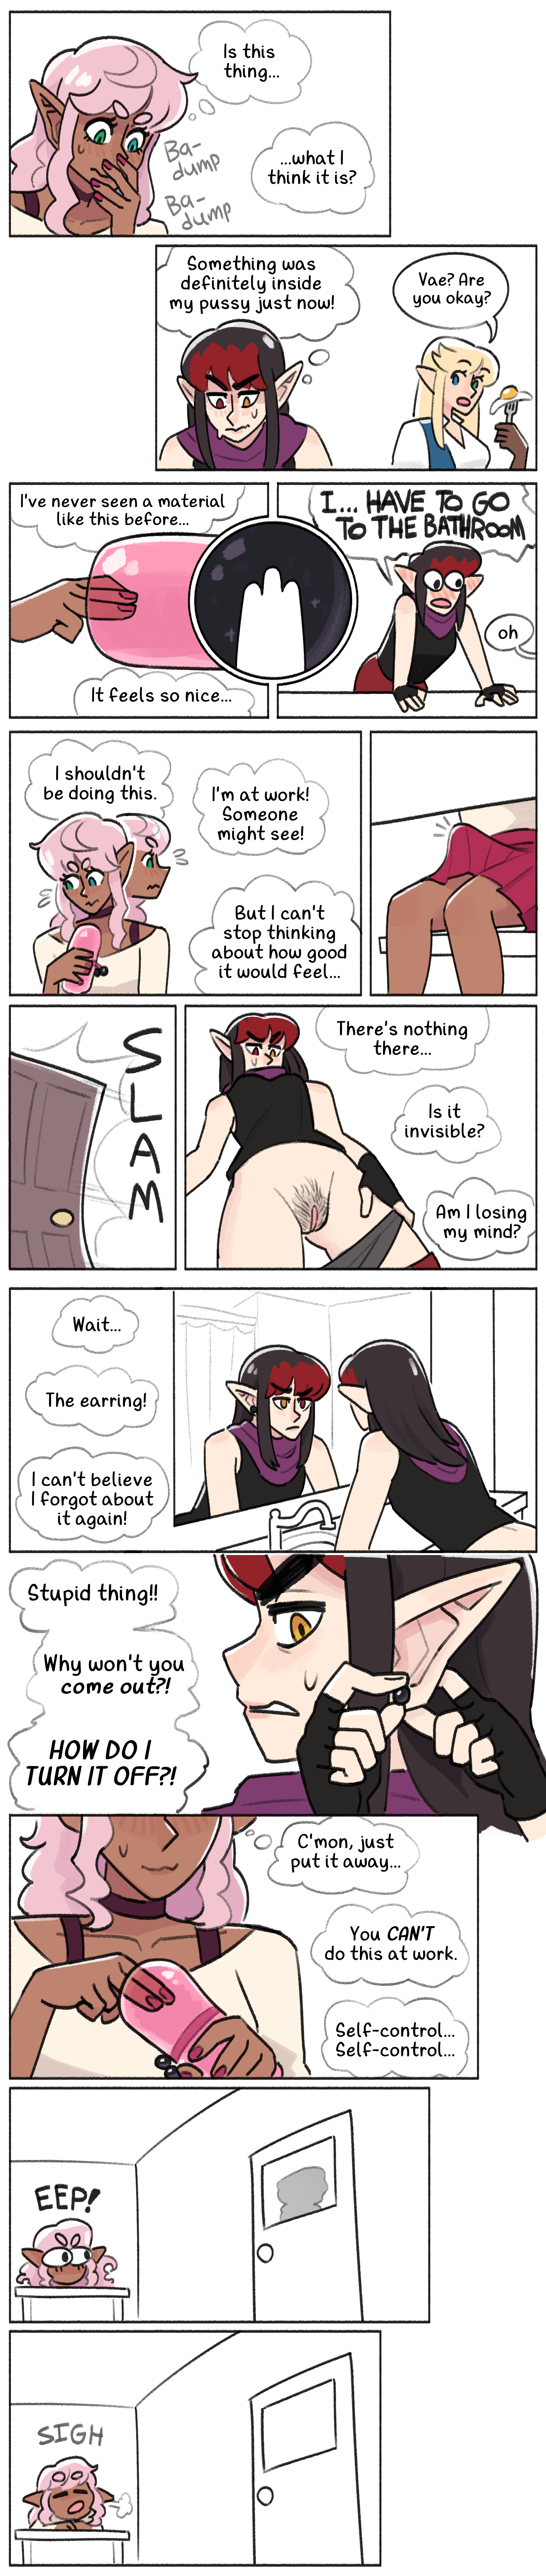 Is this
thing...
...what I
think it is?
Ba-
dump
Ba-
dump
Something was
definitely inside
my pussy just now!
Vae? Are
you okay?
I've never seen a material
like this before...
It feels so nice...
I... HAVE TO GO
TO THE BATHROOM
oh
I shouldn't
be doing this.
I'm at work!
Someone
might see!
But I can't
stop thinking
about how good
it would feel...
SLAM
There's nothing
there...
Is it
invisible?
Am I losing
my mind?
Wait...
The earring!
I can't believe
I forgot about
it again!
Stupid thing!!
Why won't you
come out?!
HOW DO I
TURN IT OFF?!
C'mon, just
put it away...
You CAN'T
do this at work.
Self-control...
Self-control...
EEP!
SIGH